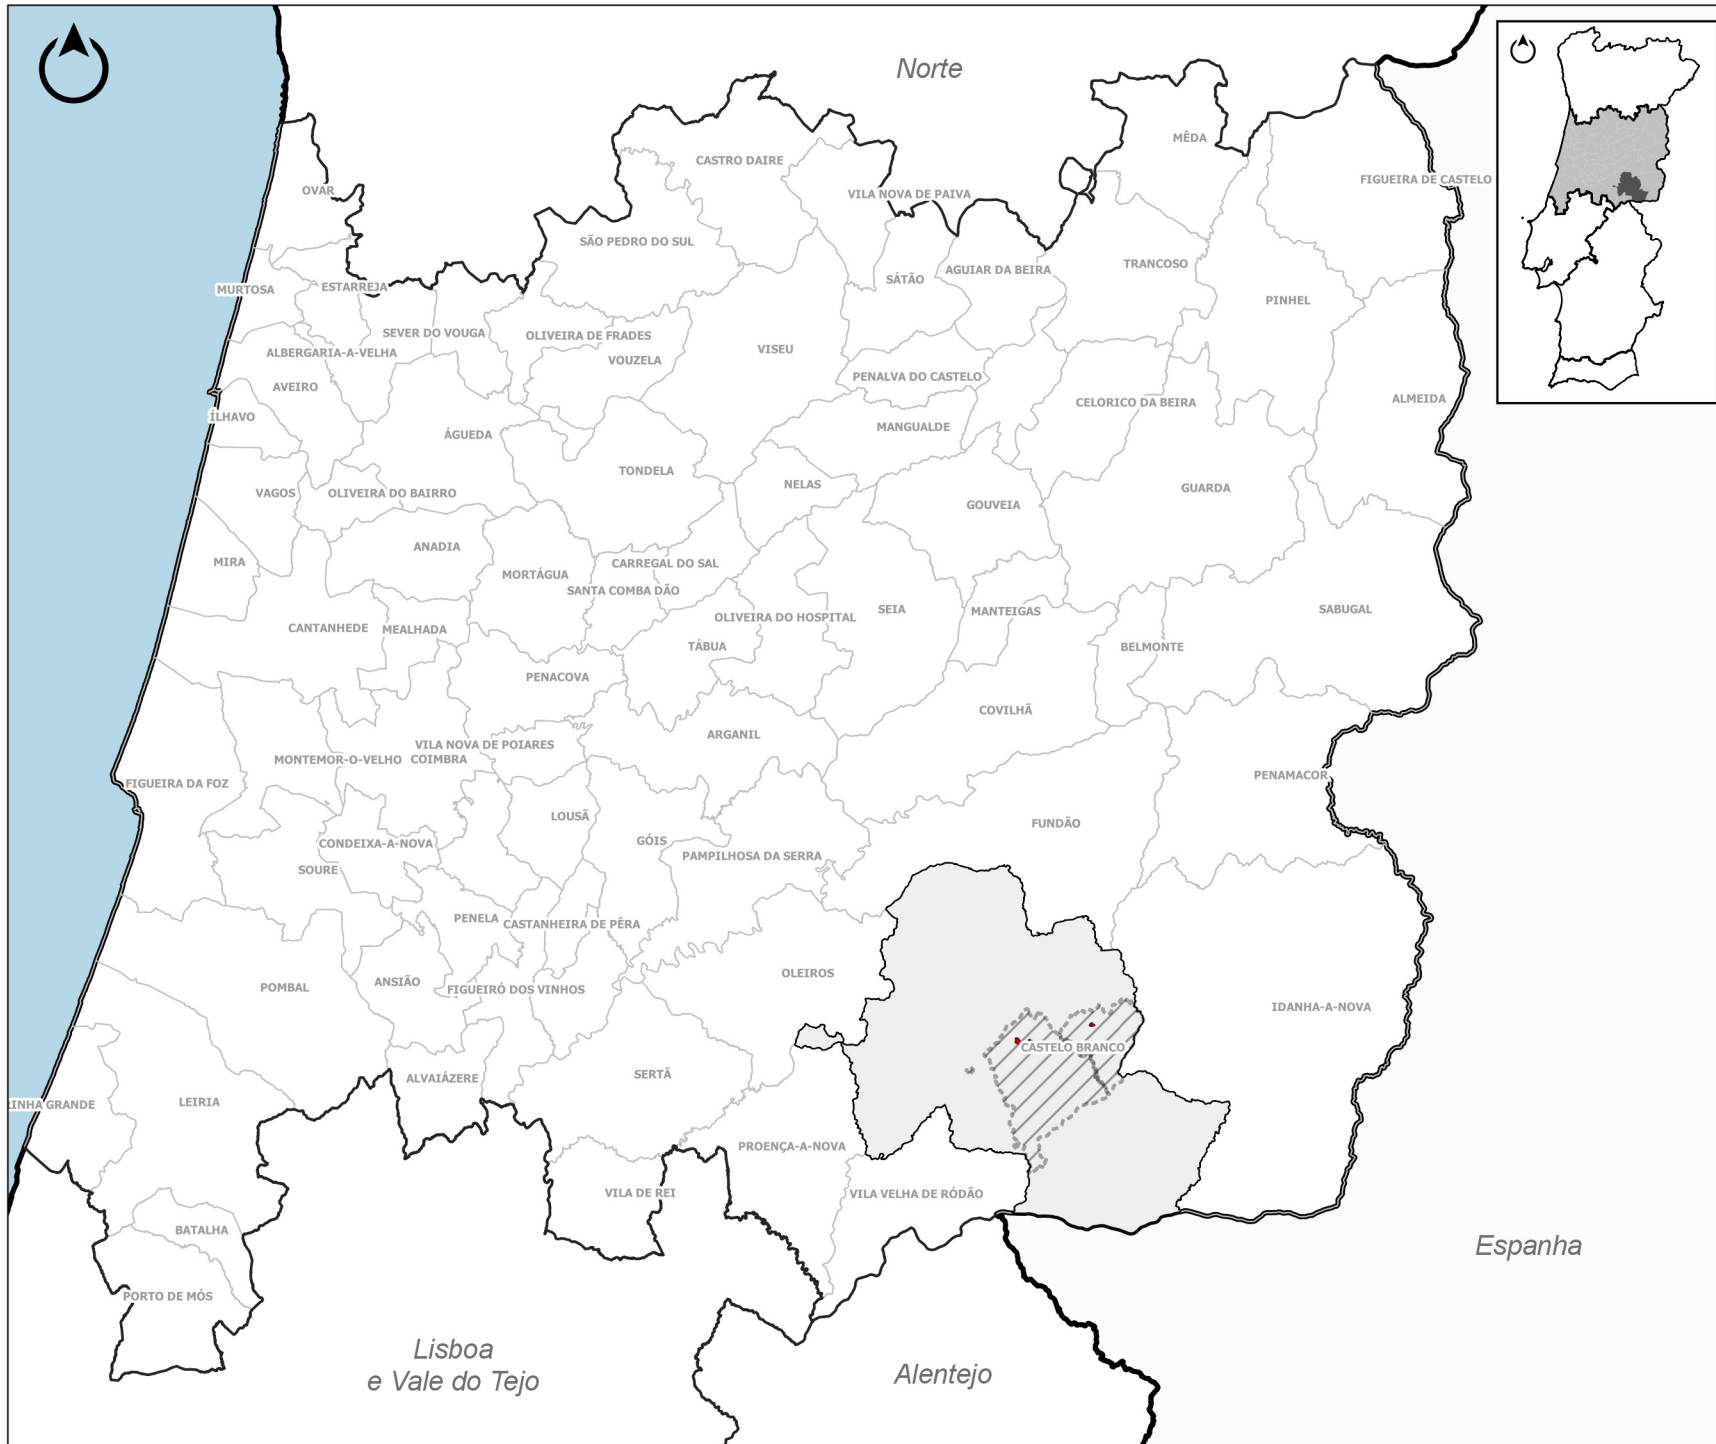 Norte
MÊDA
CASTRO DAIRE
FIGUEIRA DE CASTELO
OVAR
VILA NOVA DE PAIVA
SÃO PEDRO DO SUL
TRANCOSO
AGUIAR DA BEIRA
SÁTÃO
MURTOSA
ESTARREJA
PINHEL
SEVER DO VOUGA
OLIVEIRA DE FRADES
VISEU
ALBERGARIA-A-VELHA
VOUZELA
PENALVA DO CASTELO
AVEIRO
ALMEIDA
CELORICO DA BEIRA
ÍLHAVO
MANGUALDE
ÁGUEDA
TONDELA
NELAS
GUARDA
VAGOS
OLIVEIRA DO BAIRRO
GOUVEIA
ANADIA
MIRA
CARREGAL DO SAL
MORTÁGUA
SANTA COMBA DÃO
SEIA
MANTEIGAS
SABUGAL
OLIVEIRA DO HOSPITAL
CANTANHEDE
MEALHADA
TÁBUA
BELMONTE
PENACOVA
COVILHÃ
ARGANIL
VILA NOVA DE POIARES
MONTEMOR-O-VELHO
COIMBRA
PENAMACOR
FIGUEIRA DA FOZ
LOUSÃ
FUNDÃO
GÓIS
CONDEIXA-A-NOVA
PAMPILHOSA DA SERRA
SOURE
PENELA
CASTANHEIRA DE PÊRA
OLEIROS
ANSIÃO
POMBAL
FIGUEIRÓ DOS VINHOS
IDANHA-A-NOVA
CASTELO BRANCO
SERTÃ
ALVAIÁZERE
RINHA GRANDE
LEIRIA
PROENÇA-A-NOVA
VILA DE REI
VILA VELHA DE RÓDÃO
BATALHA
Espanha
PORTO DE MÓS
Lisboa
e Vale do Tejo
Alentejo